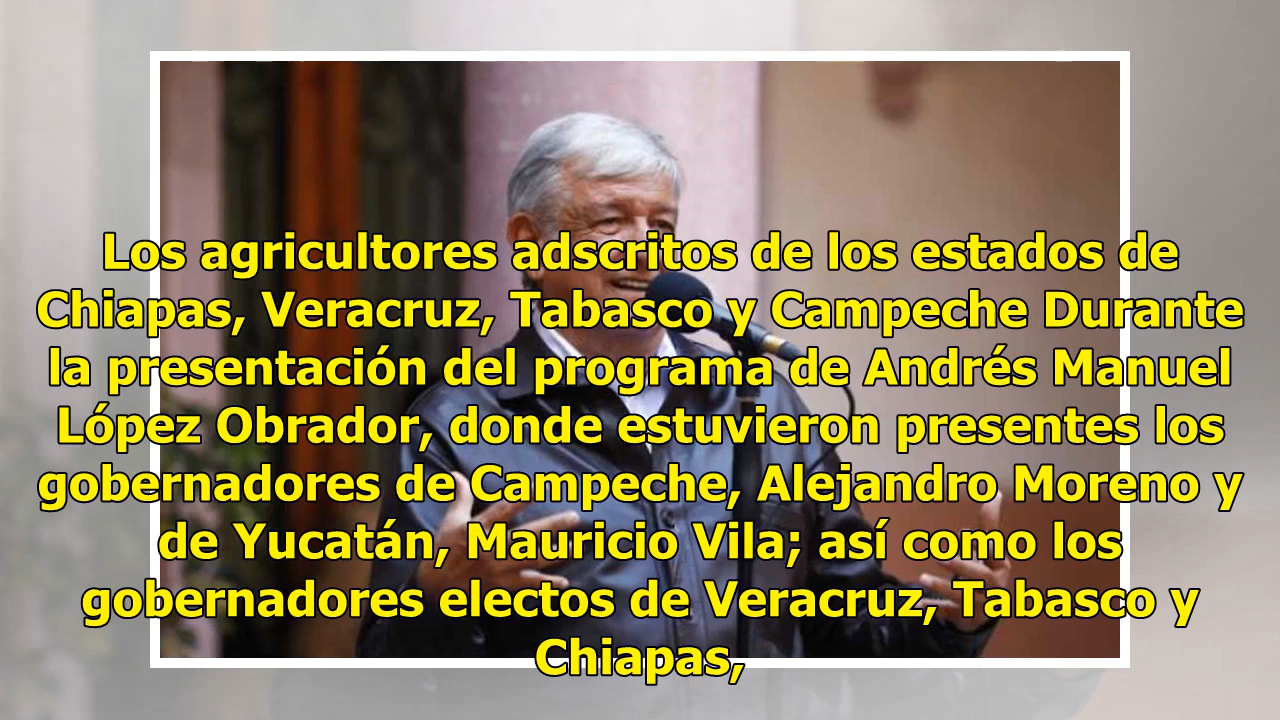 Los agricultores adscritos de los estados de
Chiapas, Veracruz, Tabasco y Campeche Durante
la presentación del programa de Andrés Manuel
López Obrador, donde estuvieron presentes los
gobernadores de Campeche, Alejandro Moreno y
de Yucatán, Mauricio Vila; así como los
gobernadores electos de Veracruz, Tabasco y
Chiapas,